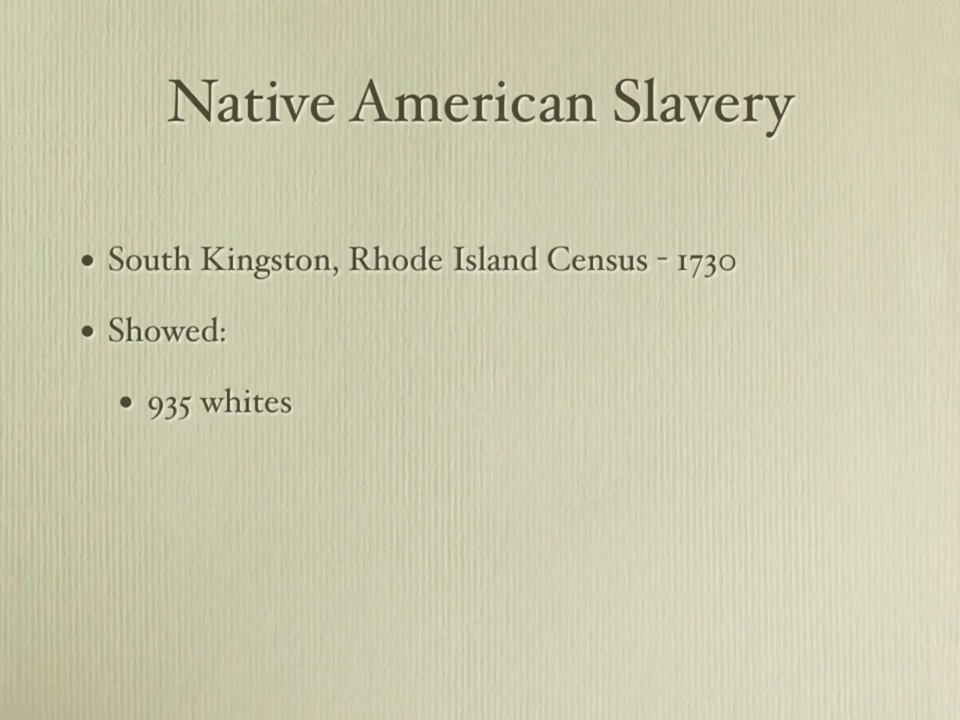 Native American Slavery
• South Kingston, Rhode Island Census - 1730
• Showed:
• 935 whites